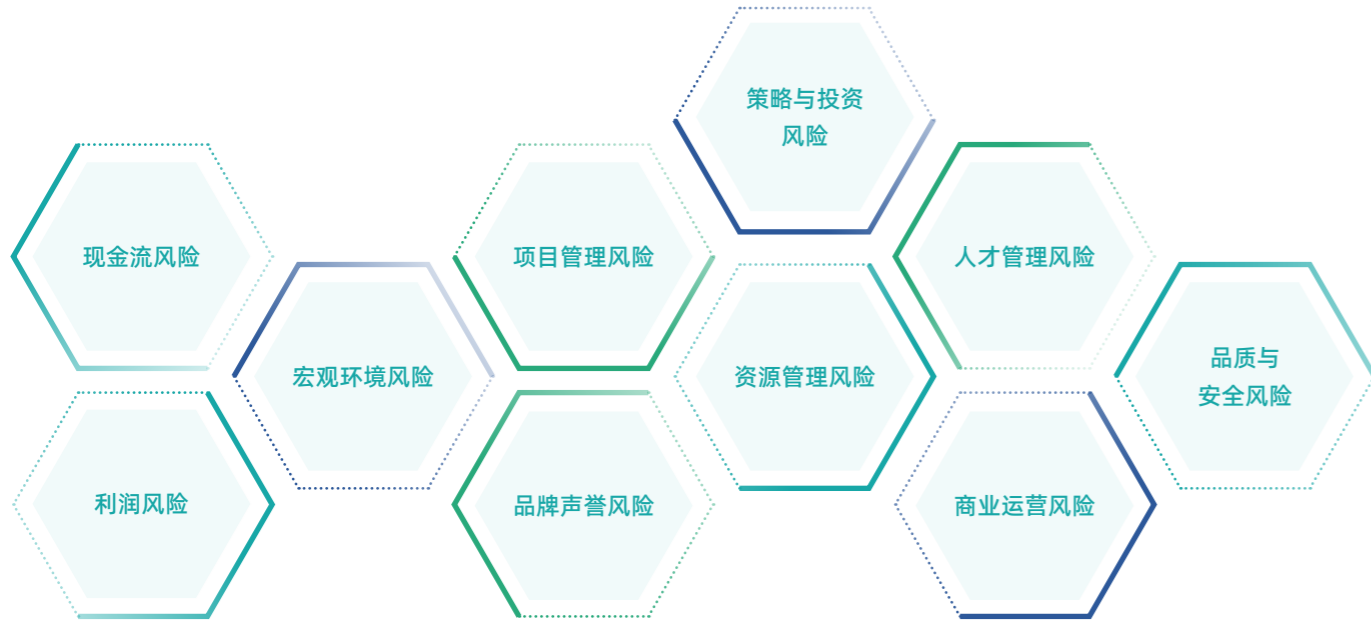 策略与投资
风险
现金流风险
项目管理风险
人才管理风险
宏观环境风险
资源管理风险
品质与
安全风险
利润风险
品牌声誉风险
商业运营风险